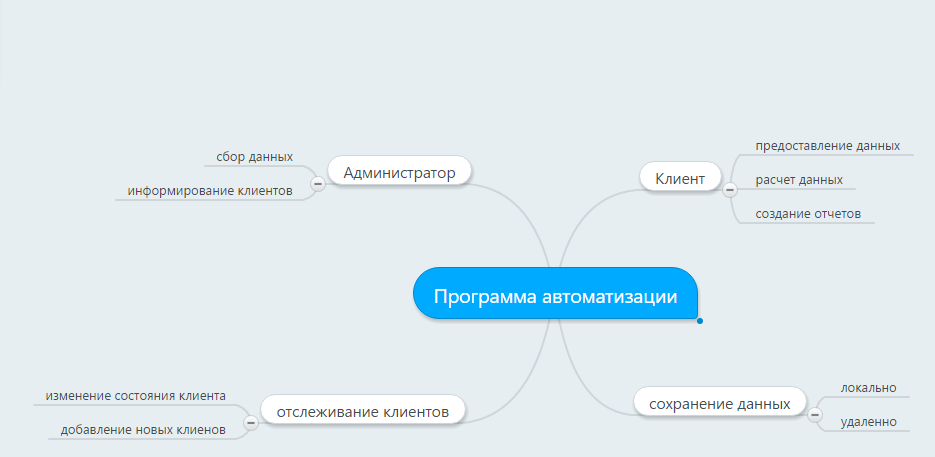 сбор данных
информирование клиентов
Администратор
Клиент
предоставление данных
расчет данных
создание отчетов
Программа автоматизации
изменение состояния клиента
добавление новых клиенов
отслеживание клиентов
сохранение данных
локально
удаленно